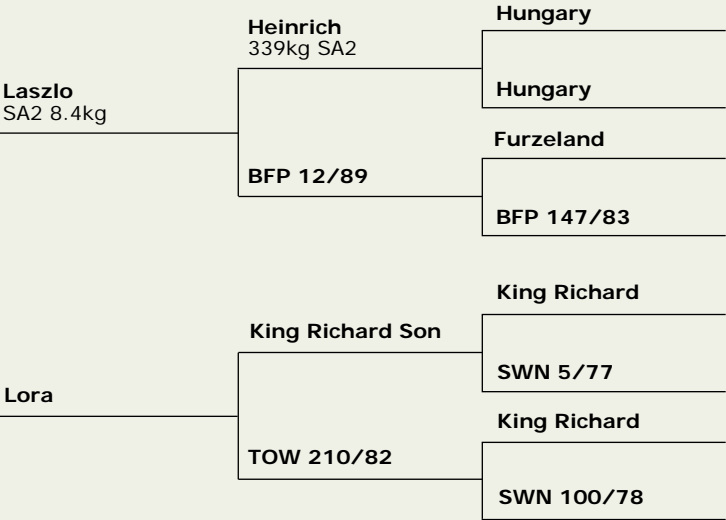 Hungary
Heinrich
339kg SA2
Hungary
Laszlo
SA2 8.4kg
Furzeland
BFP 12/89
BFP 147/83
King Richard
King Richard Son
SWN 5/77
Lora
King Richard
TOW 210/82
SWN 100/78